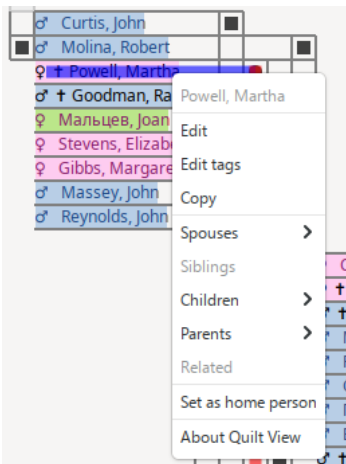 ♂ Curtis, John
♂ Molina, Robert
♀ ✝ Powell, Martha
♂ ✝ Goodman, Ra
♀ Мальцев, Joan
♀ Stevens, Elizab
♀ Gibbs, Margare
♂ Massey, John
♂ Reynolds, John
Powell, Martha
Edit
Edit tags
Copy
Spouses
Siblings
Children
Parents
Related
Set as home person
About Quilt View